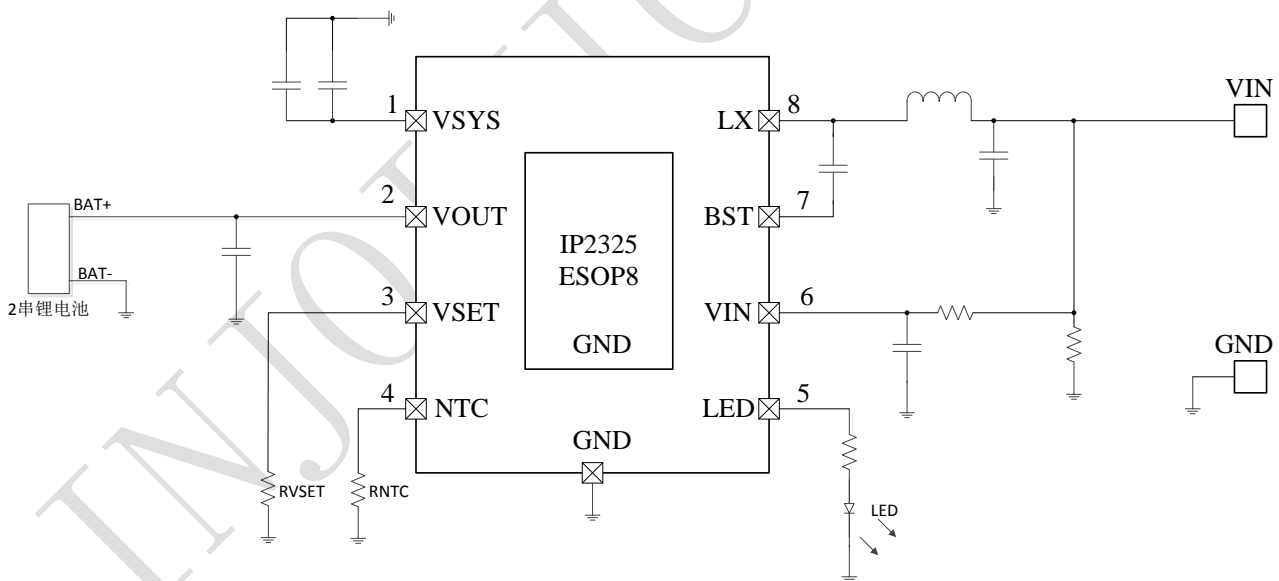 VIN
1
VSYS
LX
8
BAT+
2
VOUT
BST
7
IP2325
ESOP8
BAT-
2串锂电池
3
VSET
VIN
6
GND
GND
4
NTC
LED
5
GND
RVSET
RNTC
LED
INJO